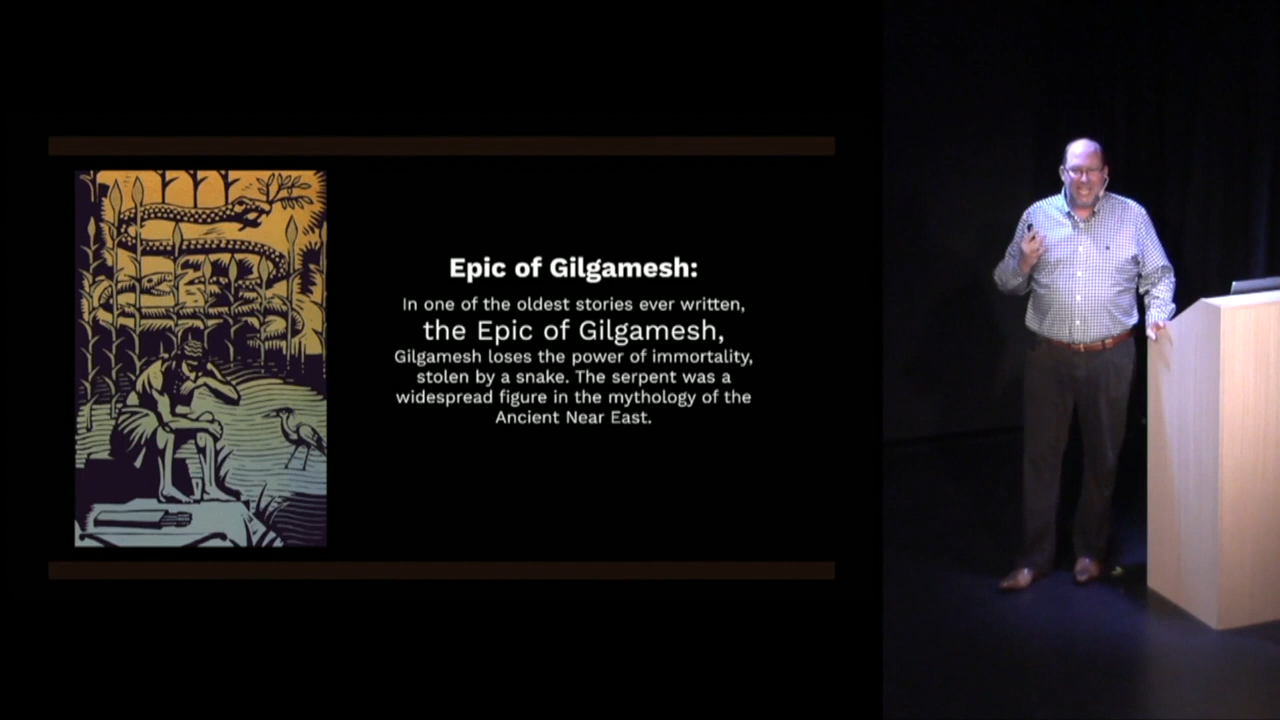 Epic of Gilgamesh:
In one of the oldest stories ever written,
the Epic of Gilgamesh,
Gilgamesh loses the power of immortality,
stolen by a snake. The serpent was a
widespread figure in the mythology of the
Ancient Near East.